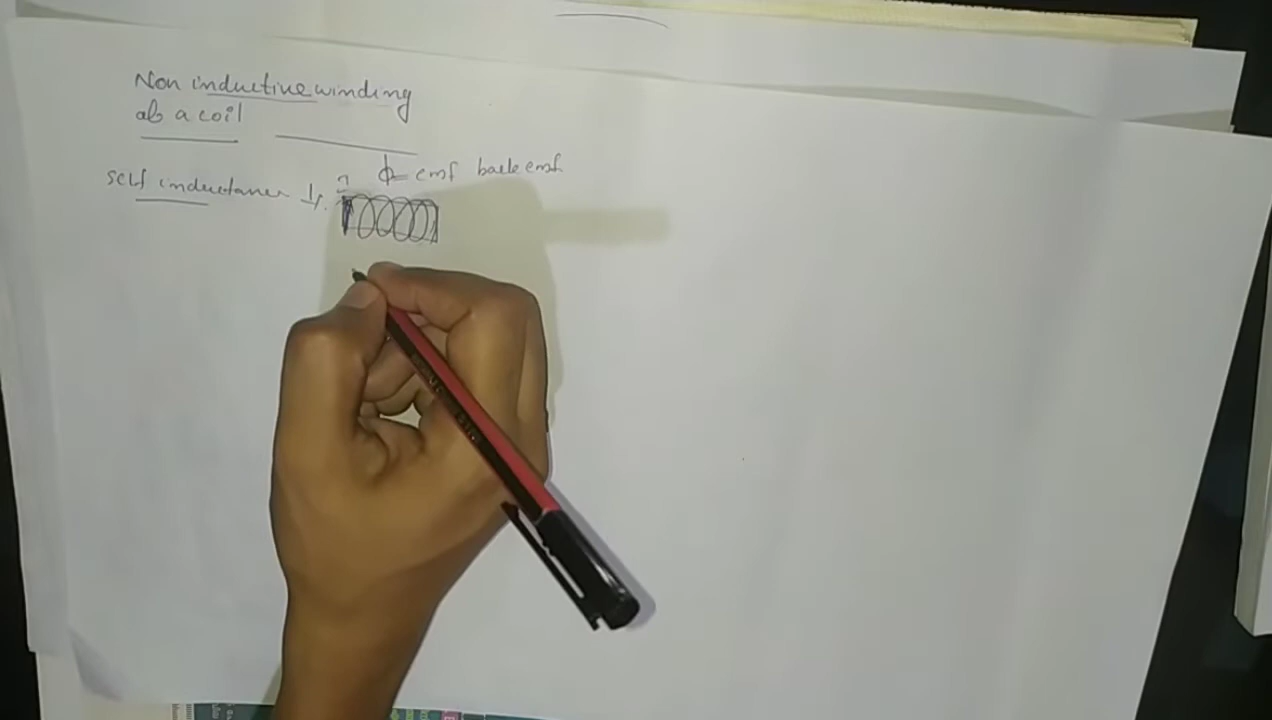 Non inductive winding
of a coil
self inductance ↓s. ϕ emf back emf